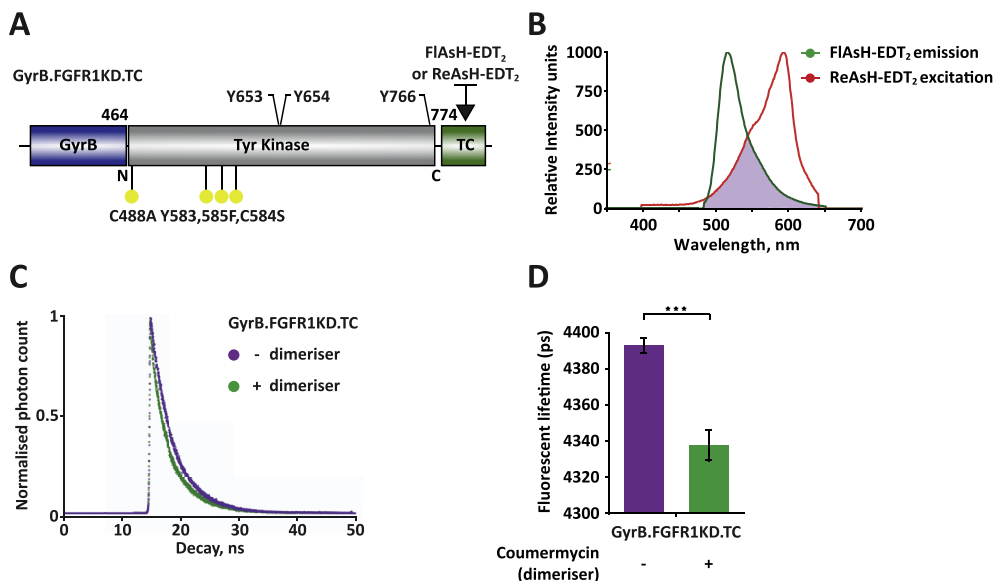 A
FlAsH-EDT₂
or ReAsH-EDT₂
GyrB.FGFR1KD.TC
Y653 Y654 Y766
464 774
GyrB Tyr Kinase TC
N C
C488A Y583,585F,C584S
B
FlAsH-EDT₂ emission
ReAsH-EDT₂ excitation
Relative Intensity units
1000
750
500
250
0
400 500 600 700
Wavelength, nm
C
GyrB.FGFR1KD.TC
- dimeriser
+ dimeriser
Normalised photon count
1
0.5
0
0 10 20 30 40 50
Decay, ns
D
***
Fluorescent lifetime (ps)
4400
4380
4360
4340
4320
4300
GyrB.FGFR1KD.TC
Coumermycin
(dimeriser) - +